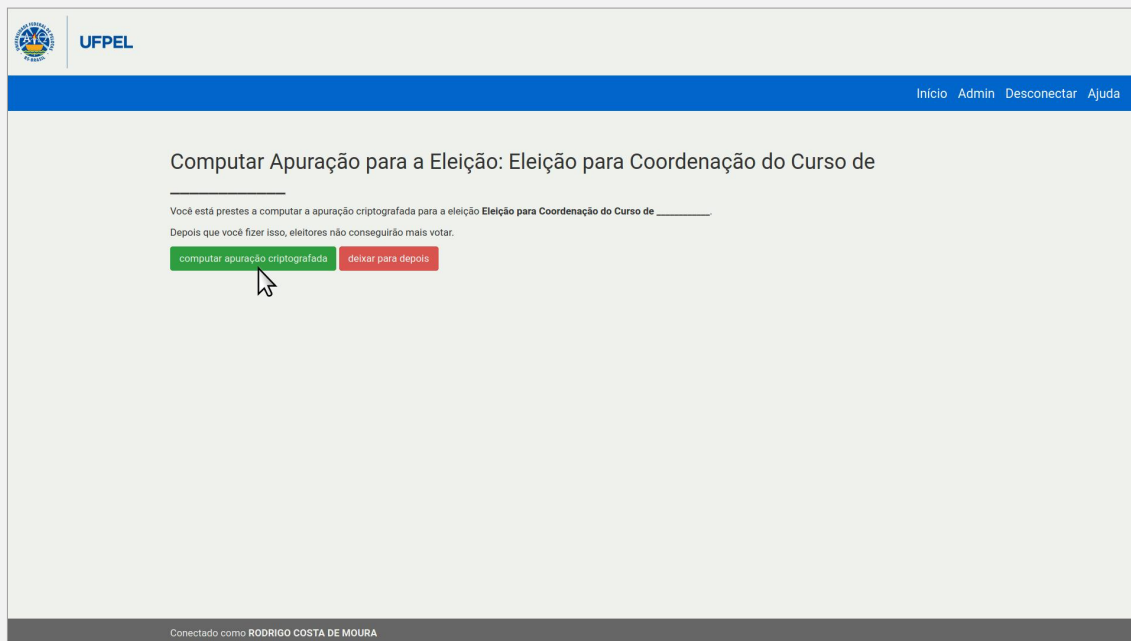 UFPEL
Início Admin Desconectar Ajuda
Computar Apuração para a Eleição: Eleição para Coordenação do Curso de
___________
Você está prestes a computar a apuração criptografada para a eleição Eleição para Coordenação do Curso de ___________.
Depois que você fizer isso, eleitores não conseguirão mais votar.
computar apuração criptografada deixar para depois
Conectado como RODRIGO COSTA DE MOURA